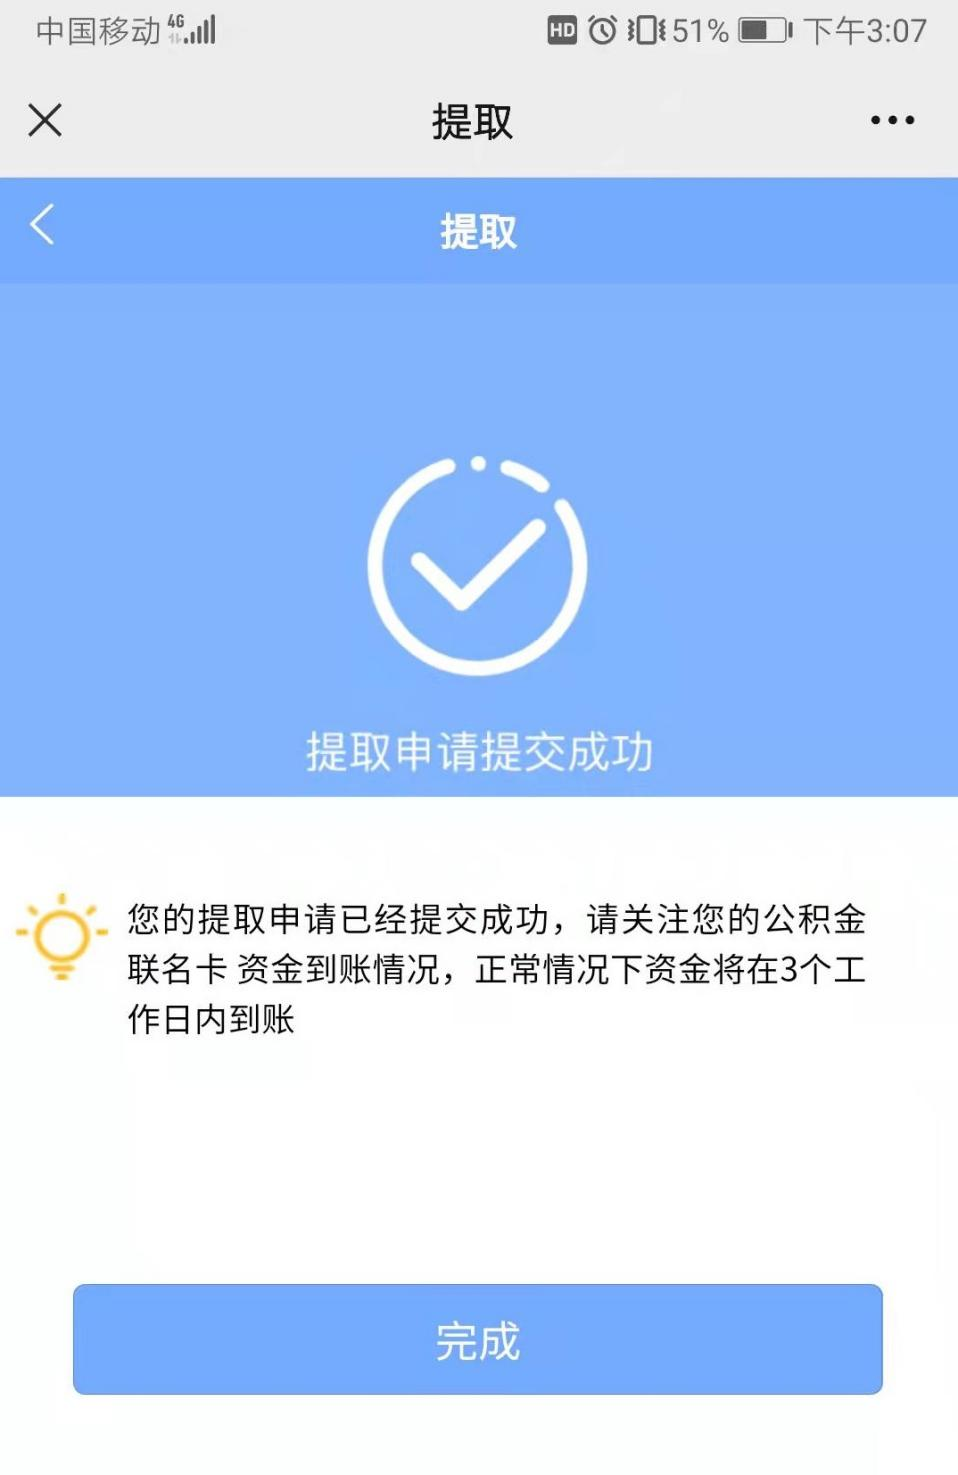 中国移动 4G HD 51% 下午3:07
提取
提取
提取申请提交成功
您的提取申请已经提交成功，请关注您的公积金
联名卡 资金到账情况，正常情况下资金将在3个工
作日内到账
完成